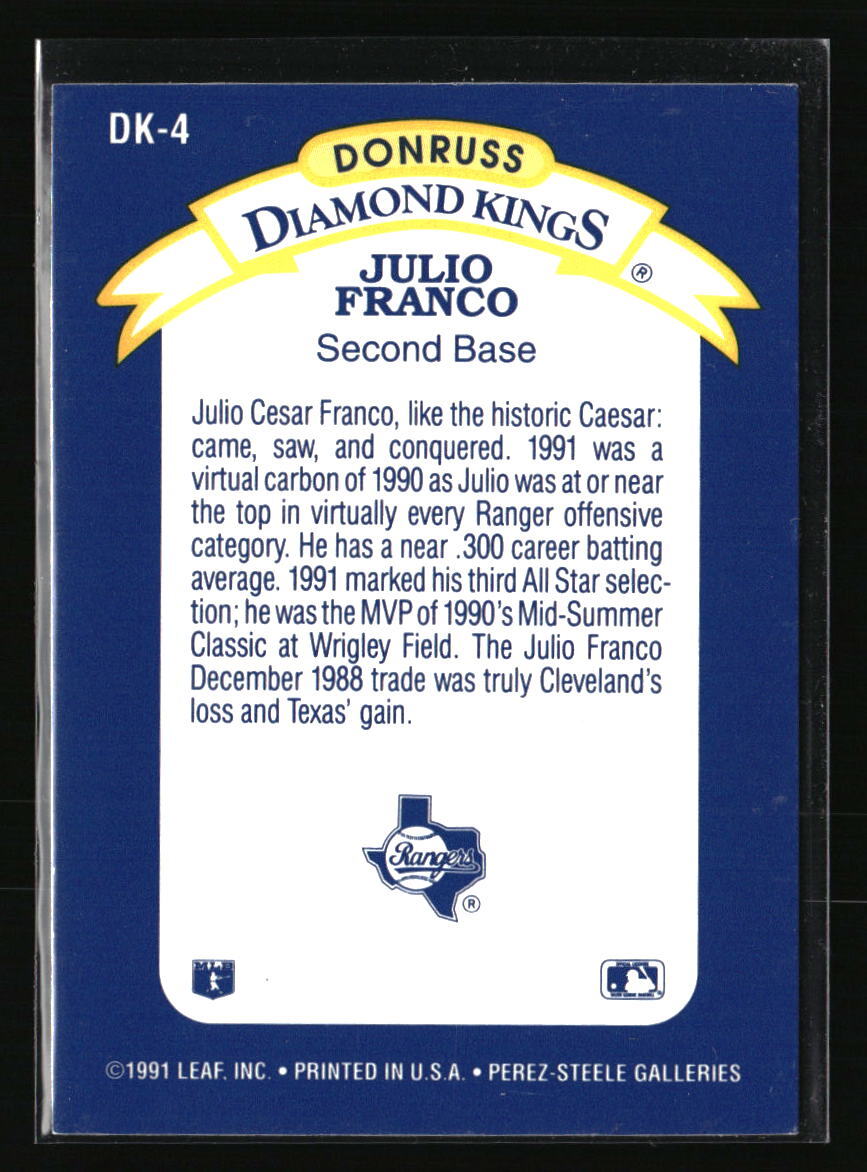 DK-4
DONRUSS
DIAMOND KINGS
®
JULIO
FRANCO
Second Base
Julio Cesar Franco, like the historic Caesar:
came, saw, and conquered. 1991 was a
virtual carbon of 1990 as Julio was at or near
the top in virtually every Ranger offensive
category. He has a near .300 career batting
average. 1991 marked his third All Star selec-
tion; he was the MVP of 1990's Mid-Summer
Classic at Wrigley Field. The Julio Franco
December 1988 trade was truly Cleveland's
loss and Texas' gain.
Rangers
®
MLB
©1991 LEAF, INC. • PRINTED IN U.S.A. • PEREZ-STEELE GALLERIES